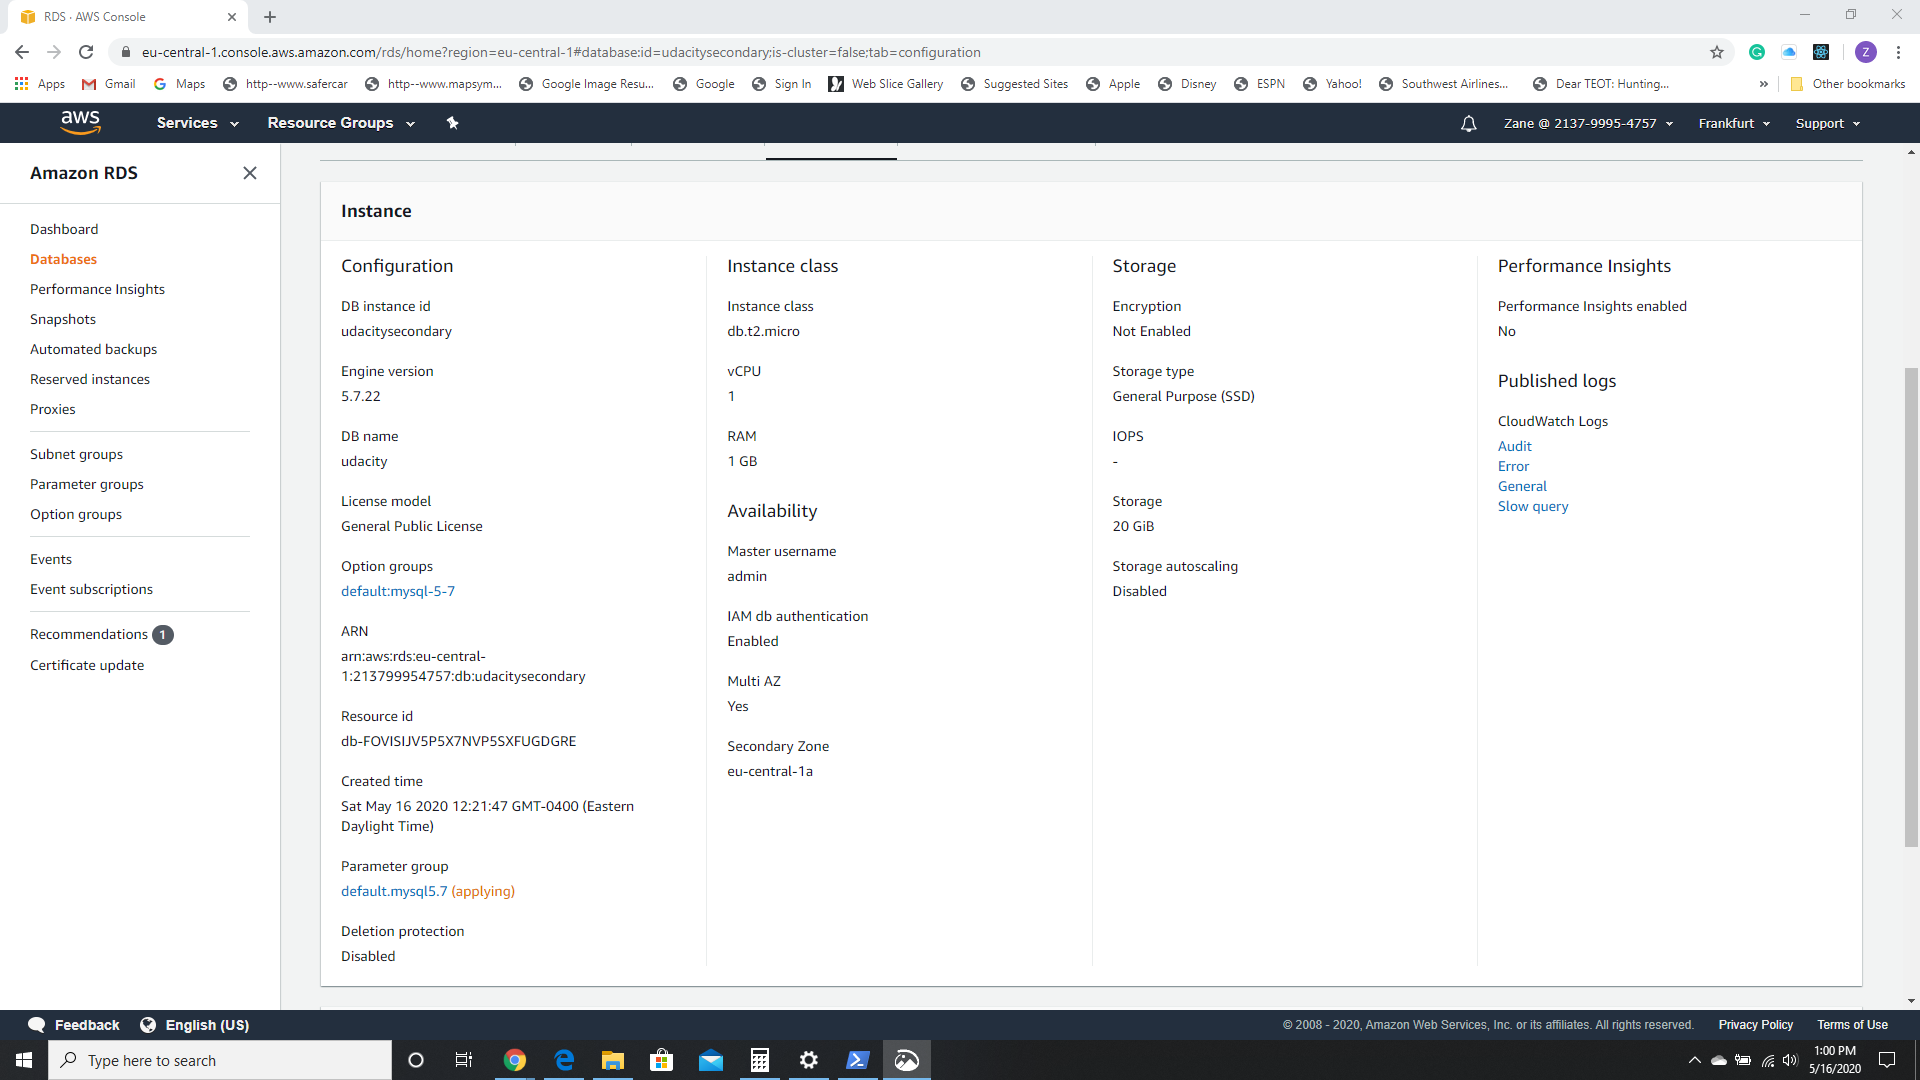 RDS · AWS Console
eu-central-1.console.aws.amazon.com/rds/home?region=eu-central-1#database:id=udacitysecondary;is-cluster=false;tab=configuration
Z
Apps
Gmail
Maps
http--www.safercar
http--www.mapsym...
Google Image Resu...
Google
Sign In
Web Slice Gallery
Suggested Sites
Apple
Disney
ESPN
Yahoo!
Southwest Airlines...
Dear TEOT: Hunting...
»
Other bookmarks
aws
Services
Resource Groups
Zane @ 2137-9995-4757
Frankfurt
Support
Amazon RDS
Dashboard
Databases
Performance Insights
Snapshots
Automated backups
Reserved instances
Proxies
Subnet groups
Parameter groups
Option groups
Events
Event subscriptions
Recommendations 1
Certificate update
Instance
Configuration
DB instance id
udacitysecondary
Engine version
5.7.22
DB name
udacity
License model
General Public License
Option groups
default:mysql-5-7
ARN
arn:aws:rds:eu-central-
1:213799954757:db:udacitysecondary
Resource id
db-FOVISIJV5P5X7NVP5SXFUGDGRE
Created time
Sat May 16 2020 12:21:47 GMT-0400 (Eastern
Daylight Time)
Parameter group
default.mysql5.7 (applying)
Deletion protection
Disabled
Instance class
Instance class
db.t2.micro
vCPU
1
RAM
1 GB
Availability
Master username
admin
IAM db authentication
Enabled
Multi AZ
Yes
Secondary Zone
eu-central-1a
Storage
Encryption
Not Enabled
Storage type
General Purpose (SSD)
IOPS
-
Storage
20 GiB
Storage autoscaling
Disabled
Performance Insights
Performance Insights enabled
No
Published logs
CloudWatch Logs
Audit
Error
General
Slow query
Feedback
English (US)
© 2008 - 2020, Amazon Web Services, Inc. or its affiliates. All rights reserved.
Privacy Policy
Terms of Use
Type here to search
1:00 PM
5/16/2020